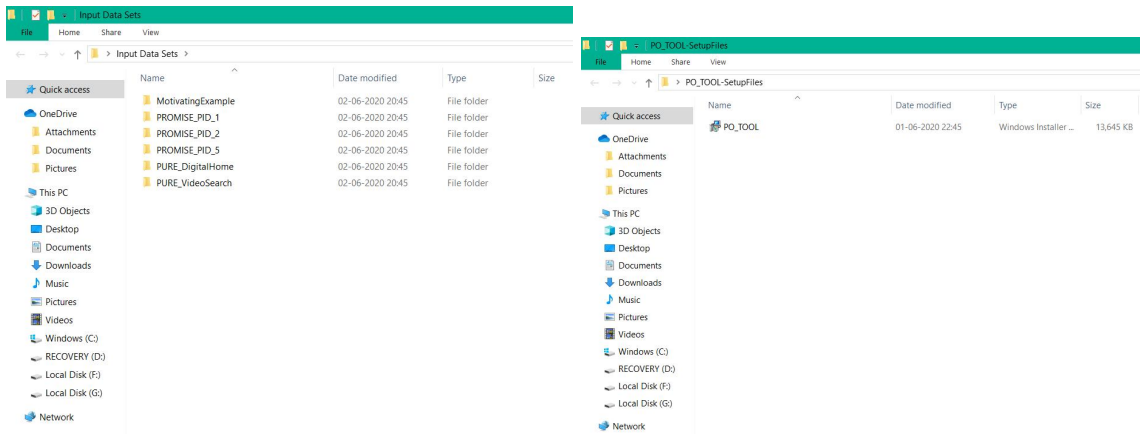 Input Data Sets
File Home Share View
Input Data Sets
Name Date modified Type Size
Quick access
OneDrive
Attachments
Documents
Pictures
This PC
3D Objects
Desktop
Documents
Downloads
Music
Pictures
Videos
Windows (C:)
RECOVERY (D:)
Local Disk (F:)
Local Disk (G:)
Network
MotivatingExample 02-06-2020 20:45 File folder
PROMISE_PID_1 02-06-2020 20:45 File folder
PROMISE_PID_2 02-06-2020 20:45 File folder
PROMISE_PID_5 02-06-2020 20:45 File folder
PURE_DigitalHome 02-06-2020 20:45 File folder
PURE_VideoSearch 02-06-2020 20:45 File folder
PO_TOOL-SetupFiles
File Home Share View
PO_TOOL-SetupFiles
Name Date modified Type Size
Quick access
OneDrive
Attachments
Documents
Pictures
This PC
3D Objects
Desktop
Documents
Downloads
Music
Pictures
Videos
Windows (C:)
RECOVERY (D:)
Local Disk (F:)
Local Disk (G:)
Network
PO_TOOL 01-06-2020 22:45 Windows Installer ... 13,645 KB